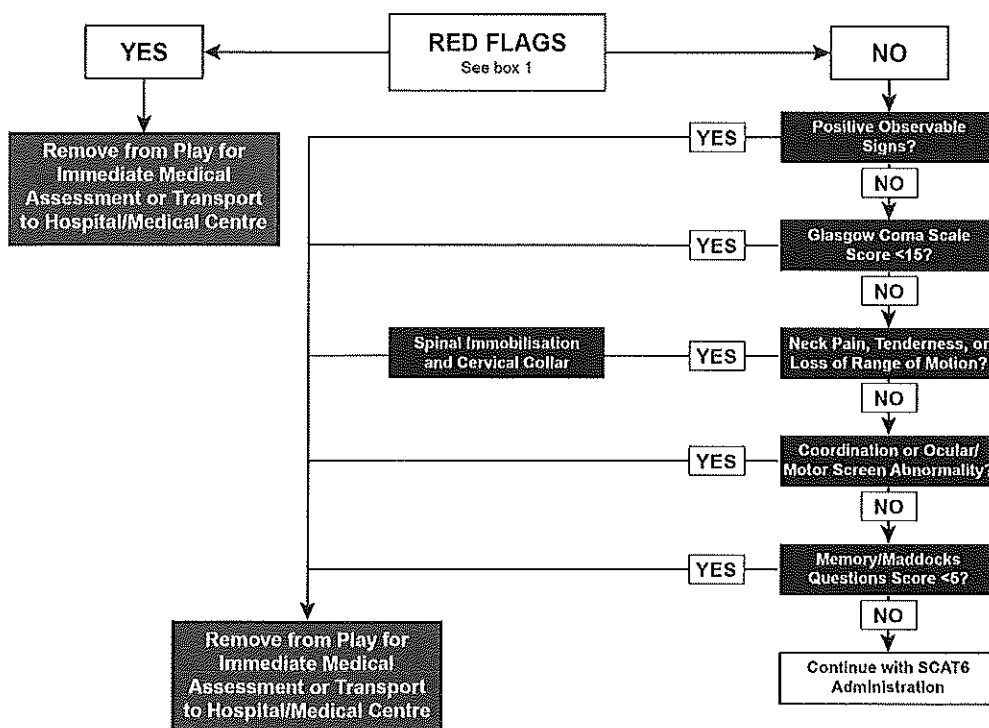 YES
RED FLAGS
See box 1
NO
Remove from Play for
Immediate Medical
Assessment or Transport
to Hospital/Medical Centre
YES
Positive Observable
Signs?
NO
YES
Glasgow Coma Scale
Score <15?
NO
Spinal Immobilisation
and Cervical Collar
YES
Neck Pain, Tenderness, or
Loss of Range of Motion?
NO
YES
Coordination or Ocular/
Motor Screen Abnormality?
NO
YES
Memory/Maddocks
Questions Score <5?
NO
Remove from Play for
Immediate Medical
Assessment or Transport
to Hospital/Medical Centre
Continue with SCAT6
Administration